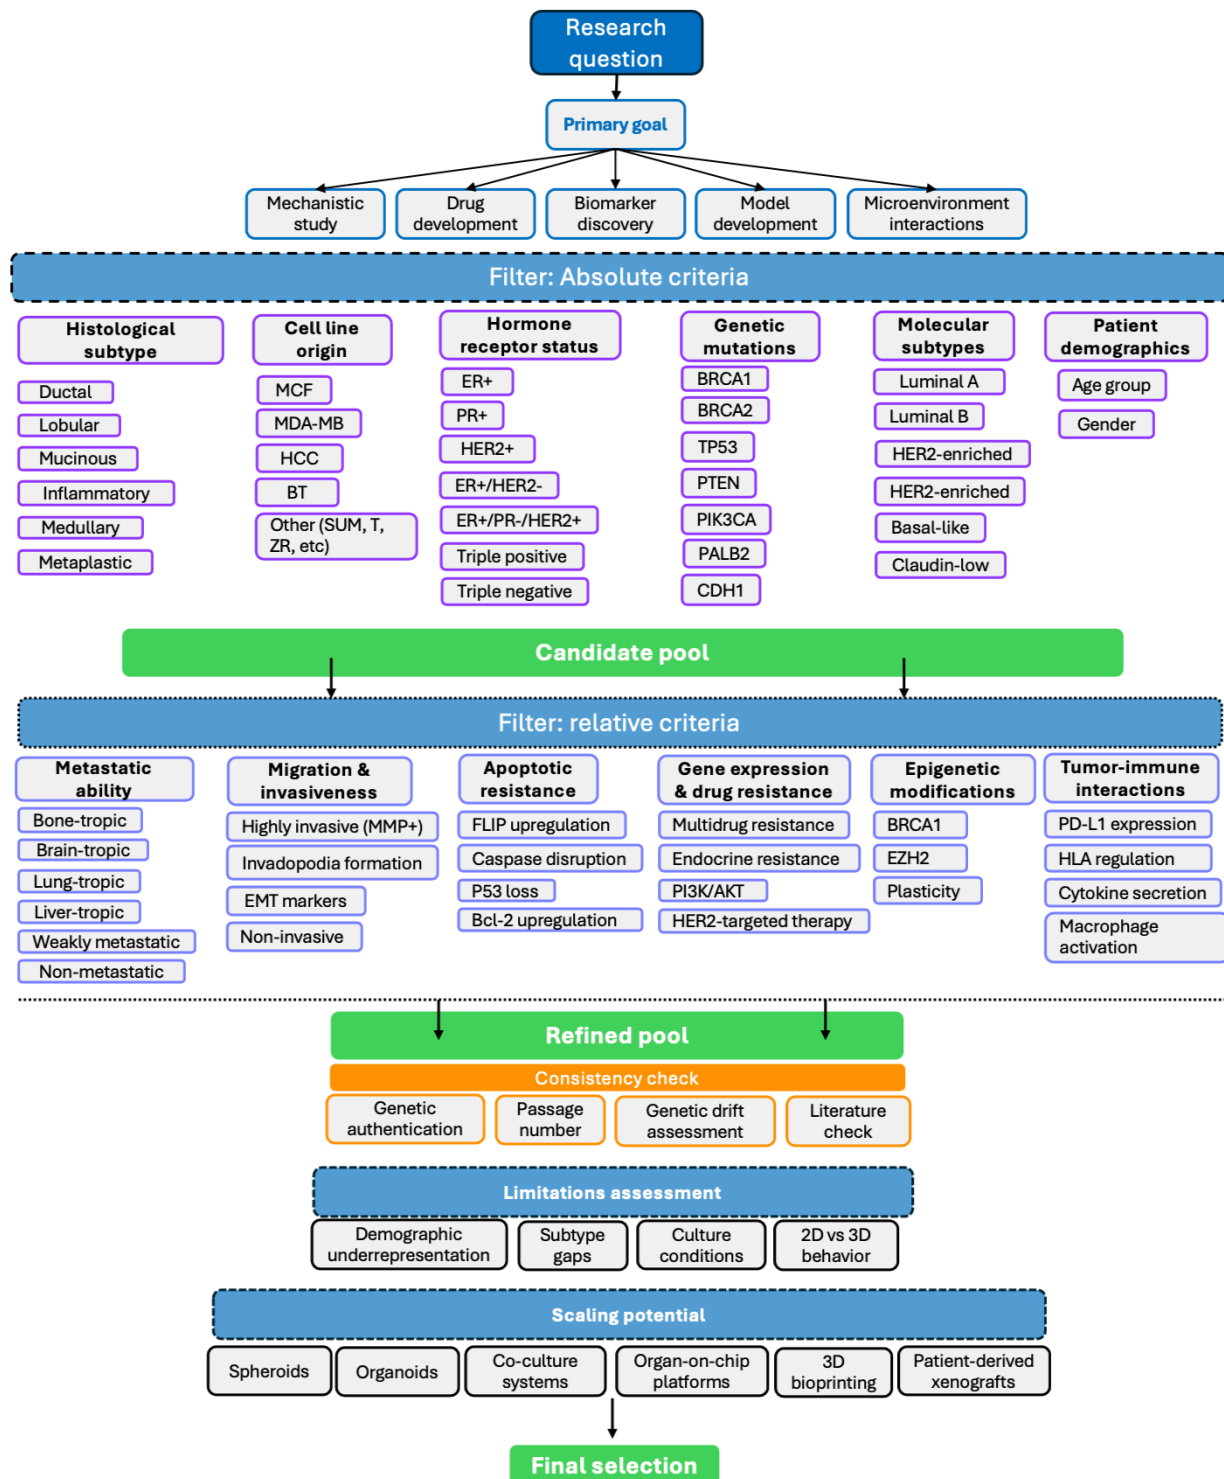 Research
question
Primary goal
Mechanistic
study
Drug
development
Biomarker
discovery
Model
development
Microenvironment
interactions
Filter: Absolute criteria
Histological
subtype
Ductal
Lobular
Mucinous
Inflammatory
Medullary
Metaplastic
Cell line
origin
MCF
MDA-MB
HCC
BT
Other (SUM, T,
ZR, etc)
Hormone
receptor status
ER+
PR+
HER2+
ER+/HER2-
ER+/PR-/HER2+
Triple positive
Triple negative
Genetic
mutations
BRCA1
BRCA2
TP53
PTEN
PIK3CA
PALB2
CDH1
Molecular
subtypes
Luminal A
Luminal B
HER2-enriched
HER2-enriched
Basal-like
Claudin-low
Patient
demographics
Age group
Gender
Candidate pool
Filter: relative criteria
Metastatic
ability
Bone-tropic
Brain-tropic
Lung-tropic
Liver-tropic
Weakly metastatic
Non-metastatic
Migration &
invasiveness
Highly invasive (MMP+)
Invadopodia formation
EMT markers
Non-invasive
Apoptotic
resistance
FLIP upregulation
Caspase disruption
P53 loss
Bcl-2 upregulation
Gene expression
& drug resistance
Multidrug resistance
Endocrine resistance
PI3K/AKT
HER2-targeted therapy
Epigenetic
modifications
BRCA1
EZH2
Plasticity
Tumor-immune
interactions
PD-L1 expression
HLA regulation
Cytokine secretion
Macrophage
activation
Refined pool
Consistency check
Genetic
authentication
Passage
number
Genetic drift
assessment
Literature
check
Limitations assessment
Demographic
underrepresentation
Subtype
gaps
Culture
conditions
2D vs 3D
behavior
Scaling potential
Spheroids
Organoids
Co-culture
systems
Organ-on-chip
platforms
3D
bioprinting
Patient-derived
xenografts
Final selection